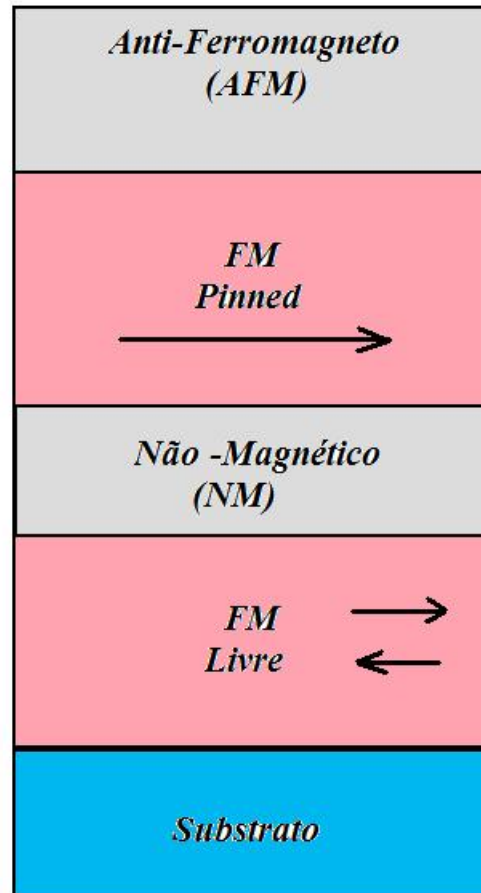 Anti-Ferromagneto
(AFM)
FM
Pinned
Não -Magnético
(NM)
FM
Livre
Substrato